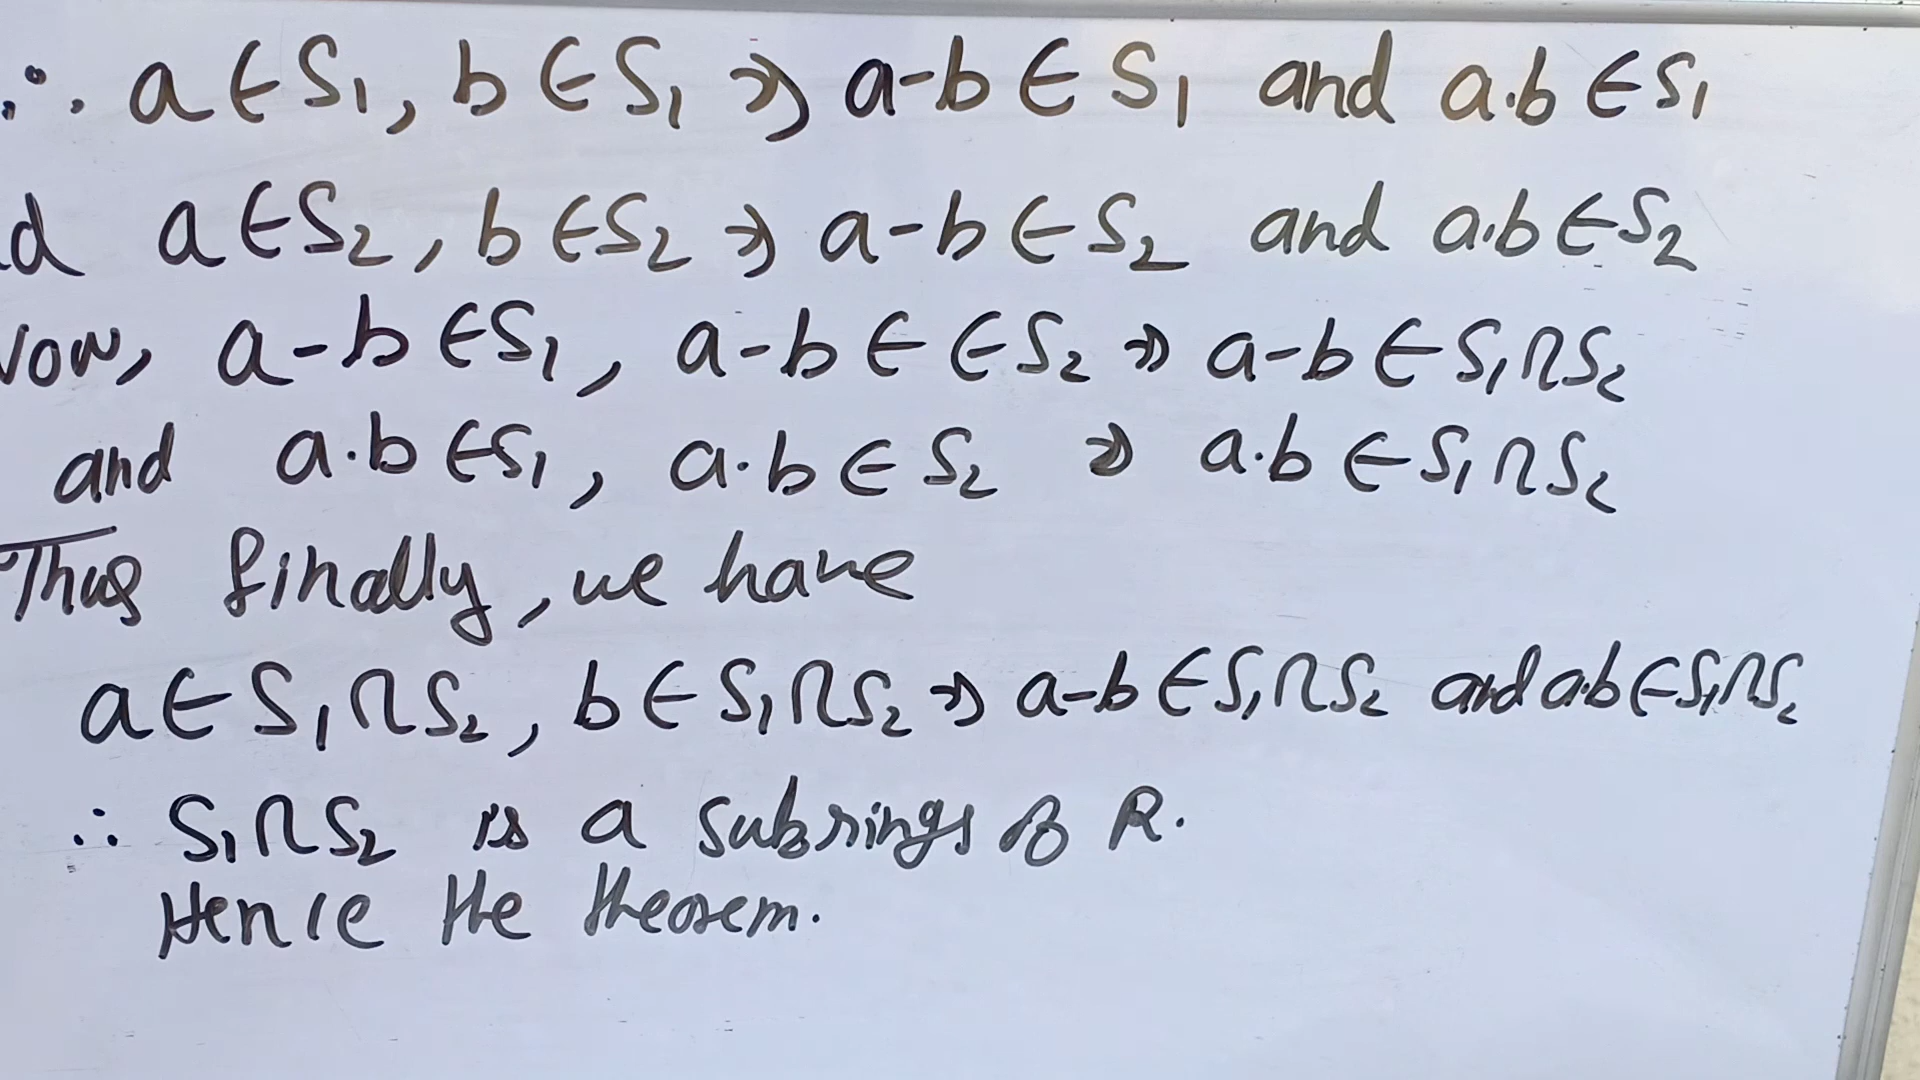 ∴ a ∈ S₁, b ∈ S₁ ⇒ a-b ∈ S₁ and a·b ∈ S₁
d a ∈ S₂, b ∈ S₂ ⇒ a-b ∈ S₂ and a·b ∈ S₂
Now, a-b ∈ S₁, a-b ∈ ∈ S₂ ⇒ a-b ∈ S₁∩S₂
and a·b ∈ S₁, a·b ∈ S₂ ⇒ a·b ∈ S₁∩S₂
Thus finally, we have
a ∈ S₁∩S₂, b ∈ S₁∩S₂ ⇒ a-b ∈ S₁∩S₂ and a·b ∈ S₁∩S₂
∴ S₁∩S₂ is a subrings of R.
Hence the theorem.